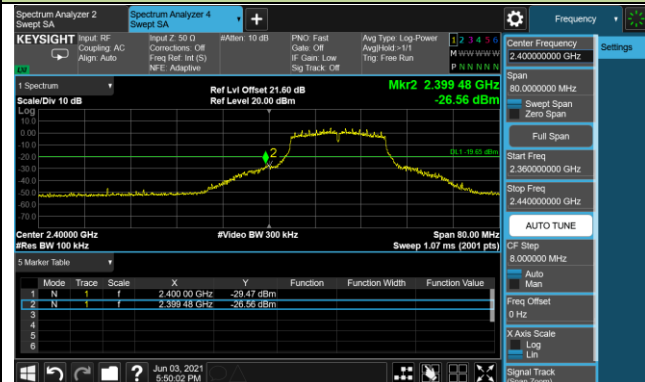 Spectrum Analyzer 2
Swept SA
Spectrum Analyzer 4
Swept SA
Frequency
KEYSIGHT
Input: RF
Coupling: AC
Align: Auto
Input Z: 50 Ω
Corrections: Off
Freq Ref: Int (S)
NFE: Adaptive
#Atten: 10 dB
PNO: Fast
Gate: Off
IF Gain: Low
Sig Track: Off
Avg Type: Log-Power
Avg|Hold:>1/1
Trig: Free Run
1 2 3 4 5 6
M W W W W W
P N N N N N
LXI
1 Spectrum
Scale/Div 10 dB
Log
Ref Lvl Offset 21.60 dB
Ref Level 20.00 dBm
Mkr2 2.399 48 GHz
-26.56 dBm
10.0
0.00
-10.0
-20.0
-30.0
-40.0
-50.0
-60.0
-70.0
2
DL1 -19.65 dBm
Center 2.40000 GHz
#Res BW 100 kHz
#Video BW 300 kHz
Span 80.00 MHz
Sweep 1.07 ms (2001 pts)
5 Marker Table
Mode Trace Scale X Y Function Function Width Function Value
1 N 1 f 2.400 00 GHz -29.47 dBm
2 N 1 f 2.399 48 GHz -26.56 dBm
3
4
5
6
Jun 03, 2021
5:50:02 PM
Center Frequency
2.400000000 GHz
Settings
Span
80.0000000 MHz
Swept Span
Zero Span
Full Span
Start Freq
2.360000000 GHz
Stop Freq
2.440000000 GHz
AUTO TUNE
CF Step
8.000000 MHz
Auto
Man
Freq Offset
0 Hz
X Axis Scale
Log
Lin
Signal Track
(Span Zoom)